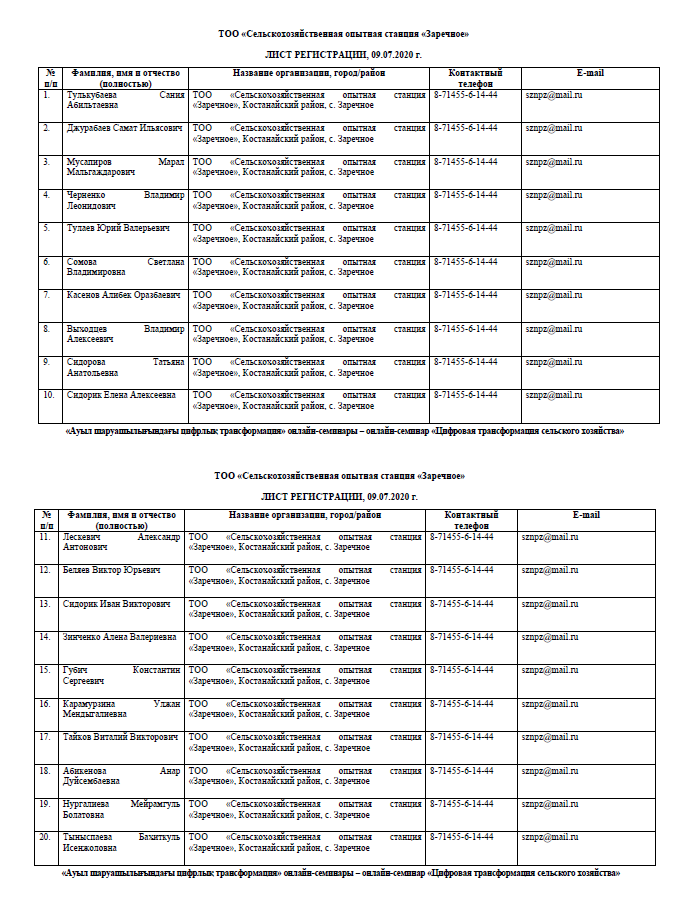 ТОО «Сельскохозяйственная опытная станция «Заречное»
ЛИСТ РЕГИСТРАЦИИ, 09.07.2020 г.
№ п/п Фамилия, имя и отчество (полностью) Название организации, город/район Контактный телефон E-mail
1. Тулькубаева Сания Абильтаевна ТОО «Сельскохозяйственная опытная станция «Заречное», Костанайский район, с. Заречное 8-71455-6-14-44 sznpz@mail.ru
2. Джурабаев Самат Ильясович ТОО «Сельскохозяйственная опытная станция «Заречное», Костанайский район, с. Заречное 8-71455-6-14-44 sznpz@mail.ru
3. Мусапиров Марал Мальгаждарович ТОО «Сельскохозяйственная опытная станция «Заречное», Костанайский район, с. Заречное 8-71455-6-14-44 sznpz@mail.ru
4. Черненко Владимир Леонидович ТОО «Сельскохозяйственная опытная станция «Заречное», Костанайский район, с. Заречное 8-71455-6-14-44 sznpz@mail.ru
5. Тулаев Юрий Валерьевич ТОО «Сельскохозяйственная опытная станция «Заречное», Костанайский район, с. Заречное 8-71455-6-14-44 sznpz@mail.ru
6. Сомова Светлана Владимировна ТОО «Сельскохозяйственная опытная станция «Заречное», Костанайский район, с. Заречное 8-71455-6-14-44 sznpz@mail.ru
7. Касенов Алибек Оразбаевич ТОО «Сельскохозяйственная опытная станция «Заречное», Костанайский район, с. Заречное 8-71455-6-14-44 sznpz@mail.ru
8. Выходцев Владимир Алексеевич ТОО «Сельскохозяйственная опытная станция «Заречное», Костанайский район, с. Заречное 8-71455-6-14-44 sznpz@mail.ru
9. Сидорова Татьяна Анатольевна ТОО «Сельскохозяйственная опытная станция «Заречное», Костанайский район, с. Заречное 8-71455-6-14-44 sznpz@mail.ru
10. Сидорик Елена Алексеевна ТОО «Сельскохозяйственная опытная станция «Заречное», Костанайский район, с. Заречное 8-71455-6-14-44 sznpz@mail.ru
«Ауыл шаруашылығындағы цифрлық трансформация» онлайн-семинары – онлайн-семинар «Цифровая трансформация сельского хозяйства»
ТОО «Сельскохозяйственная опытная станция «Заречное»
ЛИСТ РЕГИСТРАЦИИ, 09.07.2020 г.
№ п/п Фамилия, имя и отчество (полностью) Название организации, город/район Контактный телефон E-mail
11. Лескевич Александр Антонович ТОО «Сельскохозяйственная опытная станция «Заречное», Костанайский район, с. Заречное 8-71455-6-14-44 sznpz@mail.ru
12. Беляев Виктор Юрьевич ТОО «Сельскохозяйственная опытная станция «Заречное», Костанайский район, с. Заречное 8-71455-6-14-44 sznpz@mail.ru
13. Сидорик Иван Викторович ТОО «Сельскохозяйственная опытная станция «Заречное», Костанайский район, с. Заречное 8-71455-6-14-44 sznpz@mail.ru
14. Зинченко Алена Валериевна ТОО «Сельскохозяйственная опытная станция «Заречное», Костанайский район, с. Заречное 8-71455-6-14-44 sznpz@mail.ru
15. Губич Константин Сергеевич ТОО «Сельскохозяйственная опытная станция «Заречное», Костанайский район, с. Заречное 8-71455-6-14-44 sznpz@mail.ru
16. Карамурзина Улжан Мендыгалиевна ТОО «Сельскохозяйственная опытная станция «Заречное», Костанайский район, с. Заречное 8-71455-6-14-44 sznpz@mail.ru
17. Тайков Виталий Викторович ТОО «Сельскохозяйственная опытная станция «Заречное», Костанайский район, с. Заречное 8-71455-6-14-44 sznpz@mail.ru
18. Абикенова Анар Дуйсембаевна ТОО «Сельскохозяйственная опытная станция «Заречное», Костанайский район, с. Заречное 8-71455-6-14-44 sznpz@mail.ru
19. Нургалиева Мейрамгуль Болатовна ТОО «Сельскохозяйственная опытная станция «Заречное», Костанайский район, с. Заречное 8-71455-6-14-44 sznpz@mail.ru
20. Тыныспаева Бахиткуль Исенжоловна ТОО «Сельскохозяйственная опытная станция «Заречное», Костанайский район, с. Заречное 8-71455-6-14-44 sznpz@mail.ru
«Ауыл шаруашылығындағы цифрлық трансформация» онлайн-семинары – онлайн-семинар «Цифровая трансформация сельского хозяйства»